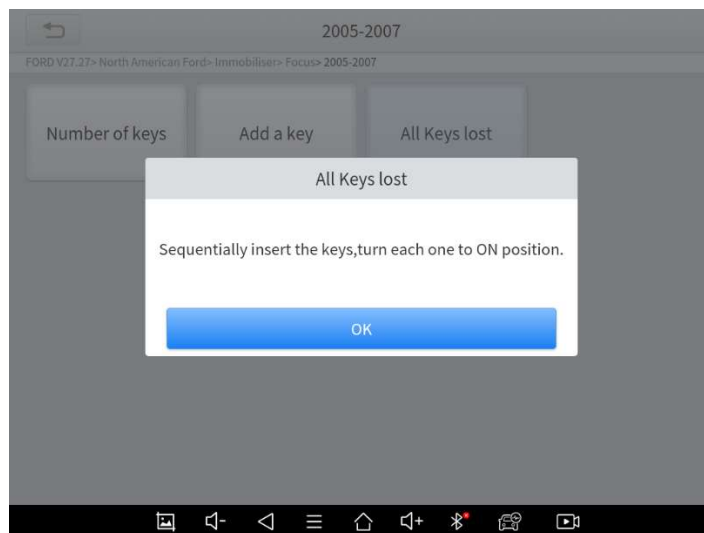 2005-2007
FORD V27.27> North American Ford> Immobiliser> Focus> 2005-2007
Number of keys
Add a key
All Keys lost
All Keys lost
Sequentially insert the keys,turn each one to ON position.
OK